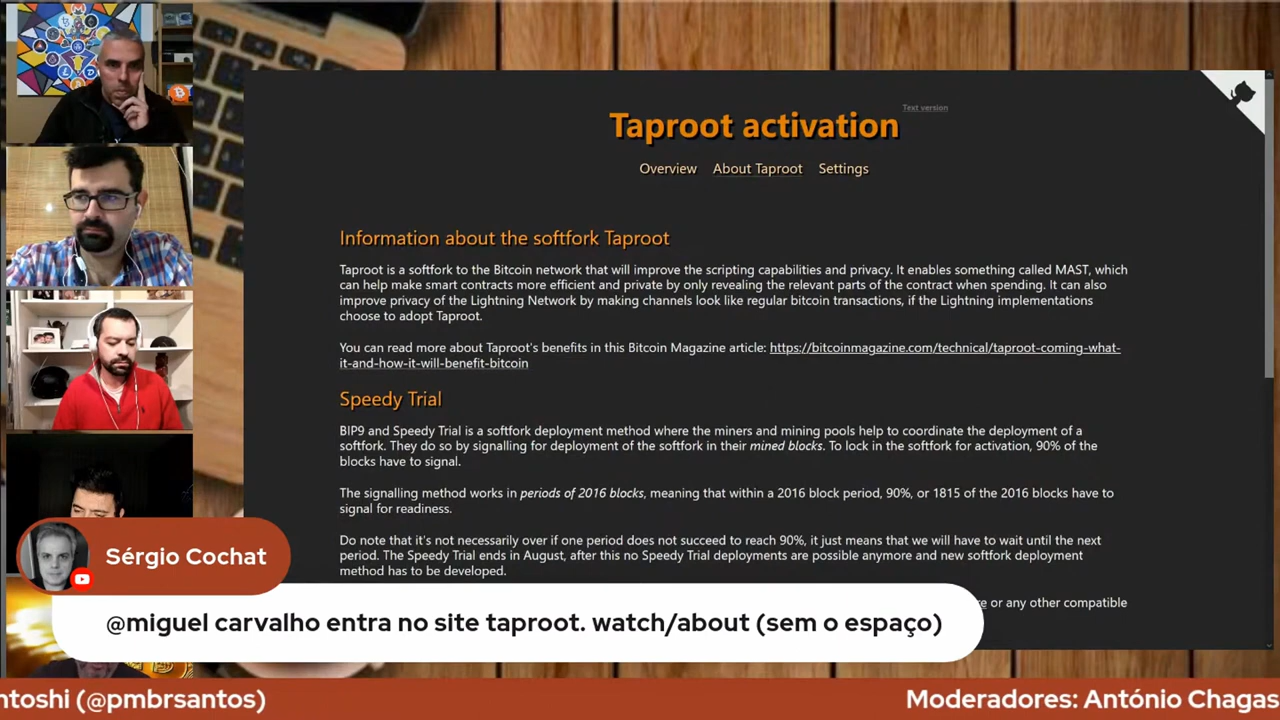 Text version
Taproot activation
Overview About Taproot Settings
Information about the softfork Taproot
Taproot is a softfork to the Bitcoin network that will improve the scripting capabilities and privacy. It enables something called MAST, which
can help make smart contracts more efficient and private by only revealing the relevant parts of the contract when spending. It can also
improve privacy of the Lightning Network by making channels look like regular bitcoin transactions, if the Lightning implementations
choose to adopt Taproot.
You can read more about Taproot's benefits in this Bitcoin Magazine article: https://bitcoinmagazine.com/technical/taproot-coming-what-
it-and-how-it-will-benefit-bitcoin
Speedy Trial
BIP9 and Speedy Trial is a softfork deployment method where the miners and mining pools help to coordinate the deployment of a
softfork. They do so by signalling for deployment of the softfork in their mined blocks. To lock in the softfork for activation, 90% of the
blocks have to signal.
The signalling method works in periods of 2016 blocks, meaning that within a 2016 block period, 90%, or 1815 of the 2016 blocks have to
signal for readiness.
Do note that it's not necessarily over if one period does not succeed to reach 90%, it just means that we will have to wait until the next
period. The Speedy Trial ends in August, after this no Speedy Trial deployments are possible anymore and new softfork deployment
method has to be developed.
or any other compatible
Sérgio Cochat
@miguel carvalho entra no site taproot. watch/about (sem o espaço)
ntoshi (@pmbrsantos)
Moderadores: António Chagas